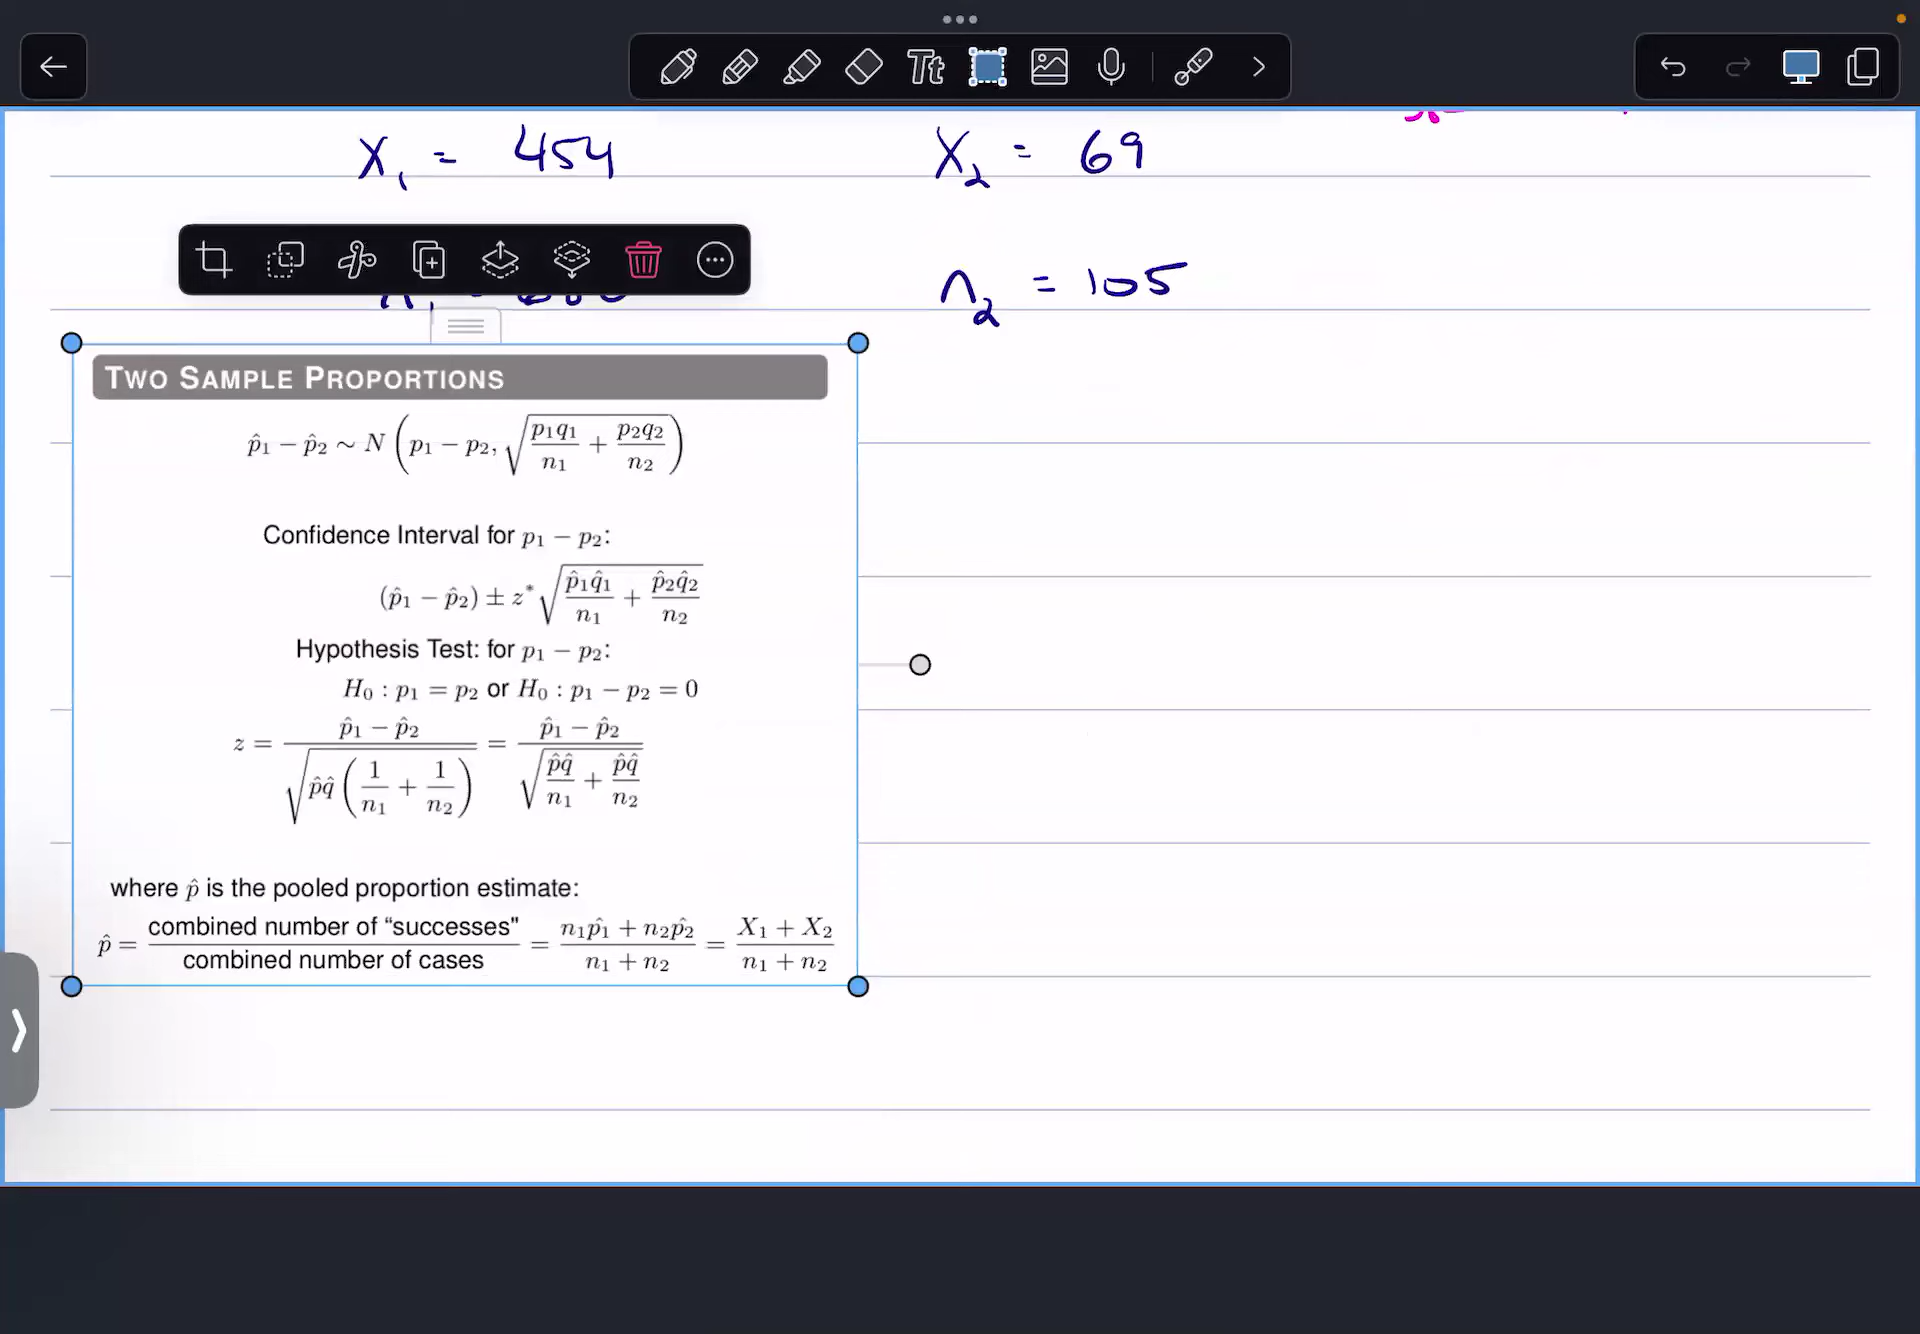 Tt
X₁ = 454
X₂ = 69
n₂ = 105
TWO SAMPLE PROPORTIONS
p̂₁ − p̂₂ ∼ N (p₁ − p₂, √(p₁q₁/n₁ + p₂q₂/n₂))
Confidence Interval for p₁ − p₂:
(p̂₁ − p̂₂) ± z* √(p̂₁q̂₁/n₁ + p̂₂q̂₂/n₂)
Hypothesis Test: for p₁ − p₂:
H₀ : p₁ = p₂ or H₀ : p₁ − p₂ = 0
z = (p̂₁ − p̂₂)/√(p̂q̂(1/n₁ + 1/n₂)) = (p̂₁ − p̂₂)/√(p̂q̂/n₁ + p̂q̂/n₂)
where p̂ is the pooled proportion estimate:
p̂ = combined number of “successes"/combined number of cases = (n₁p̂₁ + n₂p̂₂)/(n₁ + n₂) = (X₁ + X₂)/(n₁ + n₂)